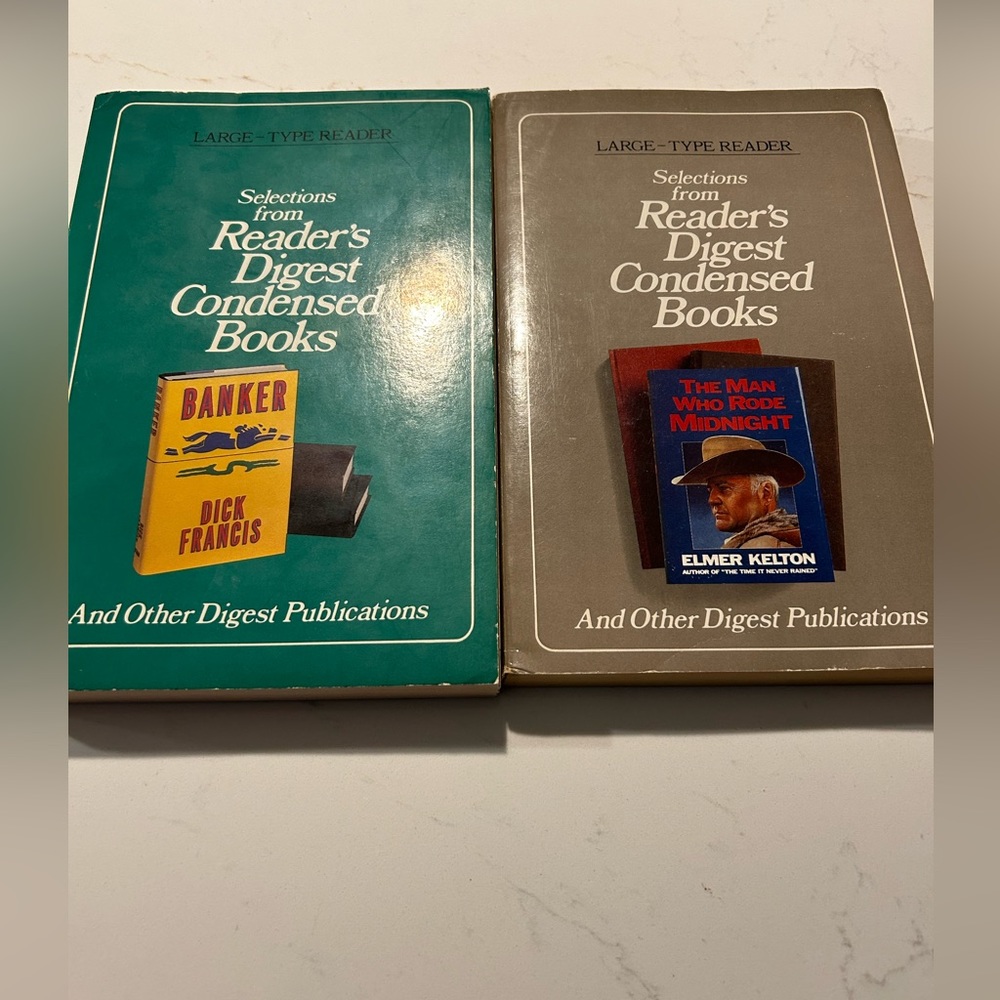 LARGE-TYPE READER
Selections
from
Reader's
Digest
Condensed
Books
BANKER
DICK
FRANCIS
And Other Digest Publications
LARGE-TYPE READER
Selections
from
Reader's
Digest
Condensed
Books
THE MAN
WHO RODE
MIDNIGHT
ELMER KELTON
AUTHOR OF "THE TIME IT NEVER RAINED"
And Other Digest Publications